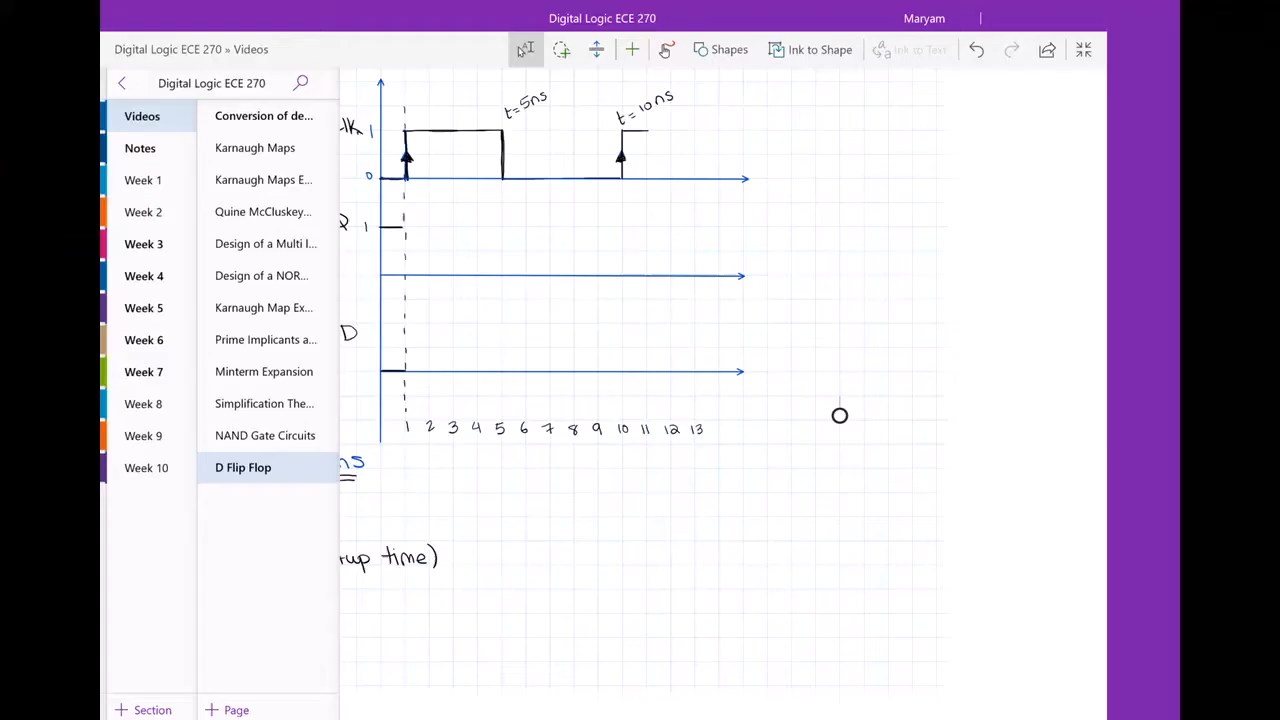 Digital Logic ECE 270
Maryam
Digital Logic ECE 270 » Videos
Shapes
Ink to Shape
Ink to Text
Digital Logic ECE 270
Videos
Notes
Week 1
Week 2
Week 3
Week 4
Week 5
Week 6
Week 7
Week 8
Week 9
Week 10
Section
Conversion of de...
Karnaugh Maps
Karnaugh Maps E...
Quine McCluskey...
Design of a Multi l...
Design of a NOR...
Karnaugh Map Ex...
Prime Implicants a...
Minterm Expansion
Simplification The...
NAND Gate Circuits
D Flip Flop
Page
t=5ns
t=10ns
clk 1
0
Q 1
D
1 2 3 4 5 6 7 8 9 10 11 12 13
ns
up time)